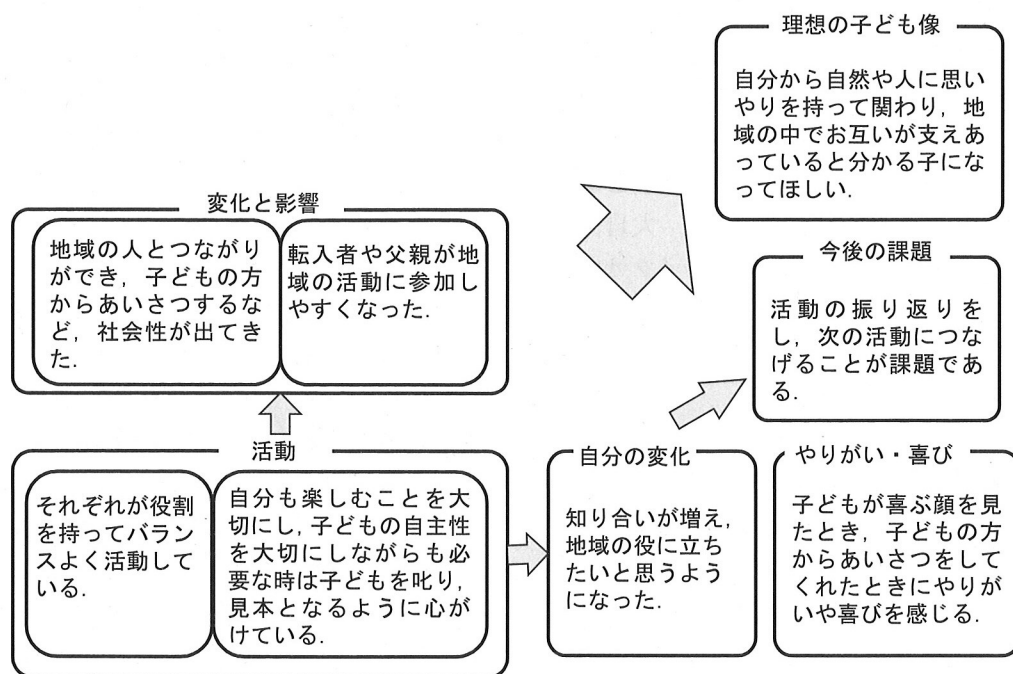 理想の子ども像
自分から自然や人に思い
やりを持って関わり，地
域の中でお互いが支えあ
っていると分かる子にな
ってほしい．
変化と影響
地域の人とつながり
ができ，子どもの方
からあいさつするな
ど，社会性が出てき
た．
転入者や父親が地
域の活動に参加し
やすくなった．
今後の課題
活動の振り返りを
し，次の活動につな
げることが課題であ
る．
活動
それぞれが役割
を持ってバラン
スよく活動して
いる．
自分も楽しむことを大
切にし，子どもの自主性
を大切にしながらも必
要な時は子どもを叱り，
見本となるように心が
けている．
自分の変化
知り合いが増え，
地域の役に立ち
たいと思うよう
になった．
やりがい・喜び
子どもが喜ぶ顔を見
たとき，子どもの方
からあいさつをして
くれたときにやりが
いや喜びを感じる．